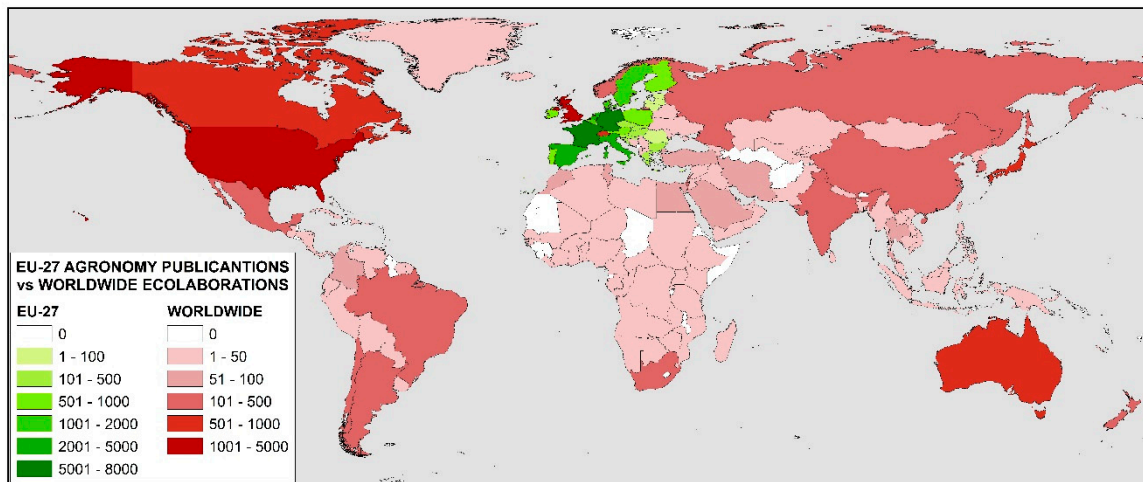 EU-27 AGRONOMY PUBLICANTIONS
vs WORLDWIDE ECOLABORATIONS
EU-27 WORLDWIDE
0 0
1 - 100 1 - 50
101 - 500 51 - 100
501 - 1000 101 - 500
1001 - 2000 501 - 1000
2001 - 5000 1001 - 5000
5001 - 8000